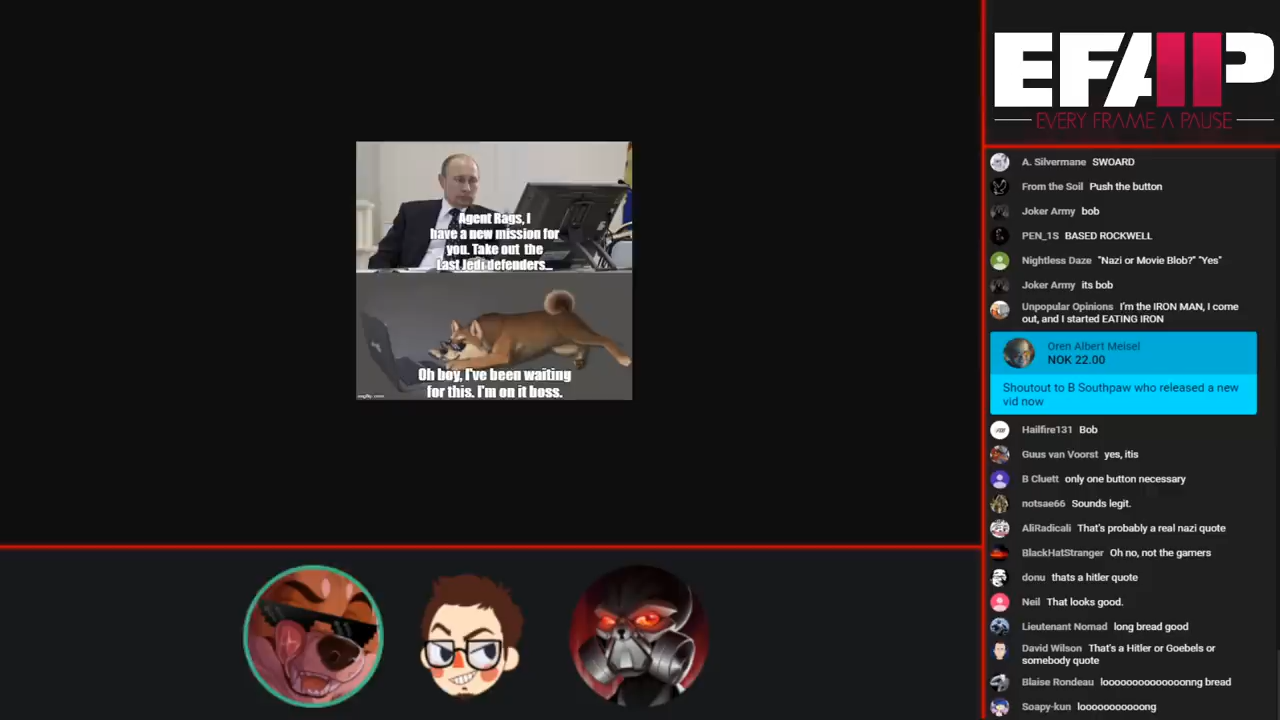 Agent Rags, I
have a new mission for
you. Take out the
Last Jedi defenders...
Oh boy, I've been waiting
for this. I'm on it boss.
imgflip.com
EFAP
EVERY FRAME A PAUSE
A. Silvermane SWOARD
From the Soil Push the button
Joker Army bob
PEN_1S BASED ROCKWELL
Nightless Daze "Nazi or Movie Blob?" "Yes"
Joker Army its bob
Unpopular Opinions I'm the IRON MAN, I come
out, and I started EATING IRON
Oren Albert Meisel
NOK 22.00
Shoutout to B Southpaw who released a new
vid now
Hailfire131 Bob
Guus van Voorst yes, itis
B Cluett only one button necessary
notsae66 Sounds legit.
AliRadicali That's probably a real nazi quote
BlackHatStranger Oh no, not the gamers
donu thats a hitler quote
Neil That looks good.
Lieutenant Nomad long bread good
David Wilson That's a Hitler or Goebels or
somebody quote
Blaise Rondeau looooooooooooooonng bread
Soapy-kun looooooooooong